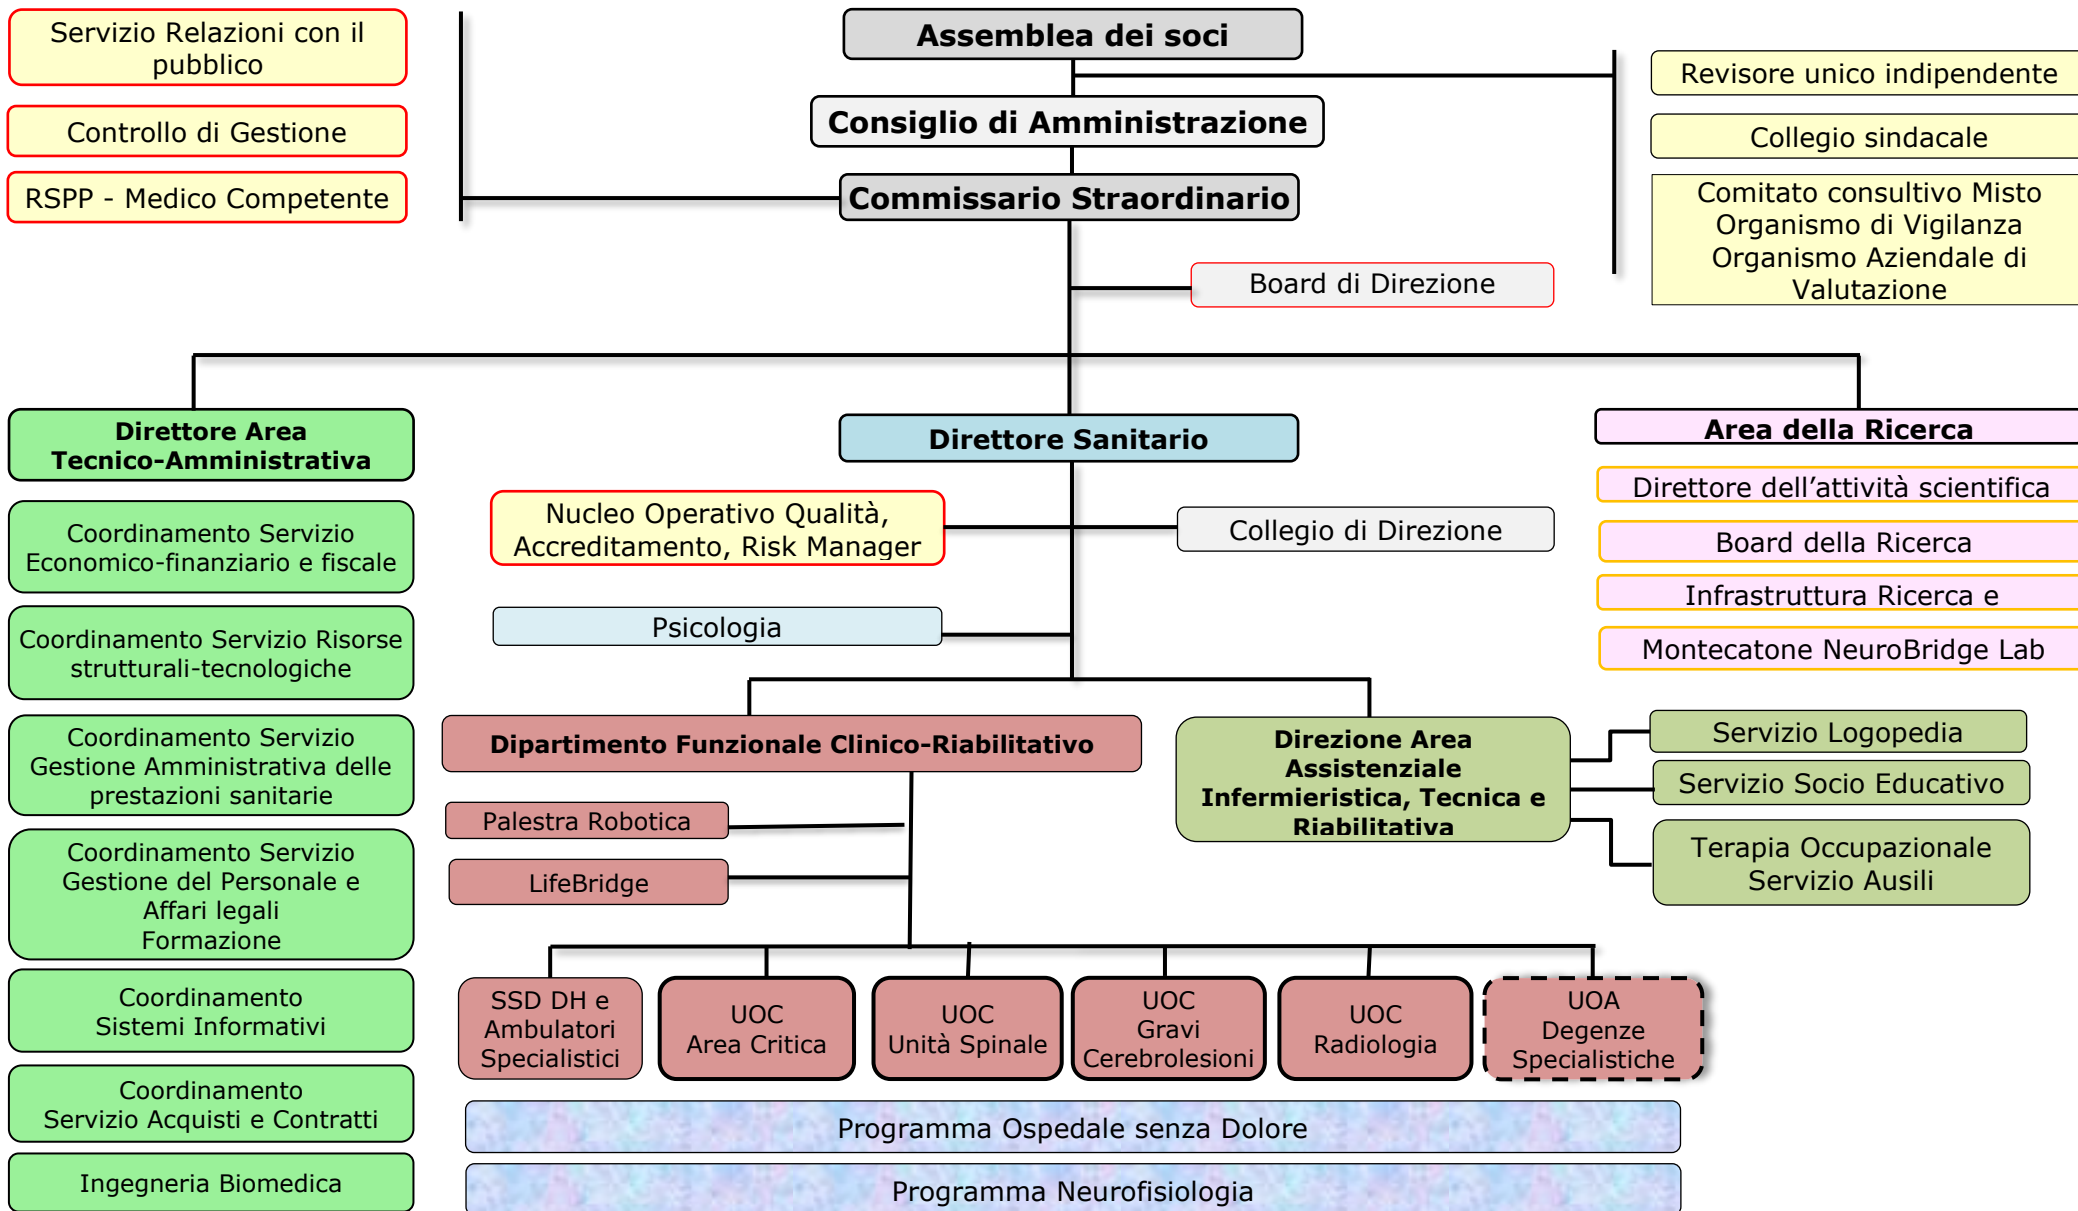 Servizio Relazioni con il
pubblico
Controllo di Gestione
RSPP - Medico Competente
Assemblea dei soci
Consiglio di Amministrazione
Commissario Straordinario
Revisore unico indipendente
Collegio sindacale
Comitato consultivo Misto
Organismo di Vigilanza
Organismo Aziendale di
Valutazione
Board di Direzione
Direttore Area
Tecnico-Amministrativa
Coordinamento Servizio
Economico-finanziario e fiscale
Coordinamento Servizio Risorse
strutturali-tecnologiche
Coordinamento Servizio
Gestione Amministrativa delle
prestazioni sanitarie
Coordinamento Servizio
Gestione del Personale e
Affari legali
Formazione
Coordinamento
Sistemi Informativi
Coordinamento
Servizio Acquisti e Contratti
Ingegneria Biomedica
Direttore Sanitario
Nucleo Operativo Qualità,
Accreditamento, Risk Manager
Collegio di Direzione
Psicologia
Area della Ricerca
Direttore dell’attività scientifica
Board della Ricerca
Infrastruttura Ricerca e
Montecatone NeuroBridge Lab
Dipartimento Funzionale Clinico-Riabilitativo
Palestra Robotica
LifeBridge
Direzione Area
Assistenziale
Infermieristica, Tecnica e
Riabilitativa
Servizio Logopedia
Servizio Socio Educativo
Terapia Occupazionale
Servizio Ausili
SSD DH e
Ambulatori
Specialistici
UOC
Area Critica
UOC
Unità Spinale
UOC
Gravi
Cerebrolesioni
UOC
Radiologia
UOA
Degenze
Specialistiche
Programma Ospedale senza Dolore
Programma Neurofisiologia